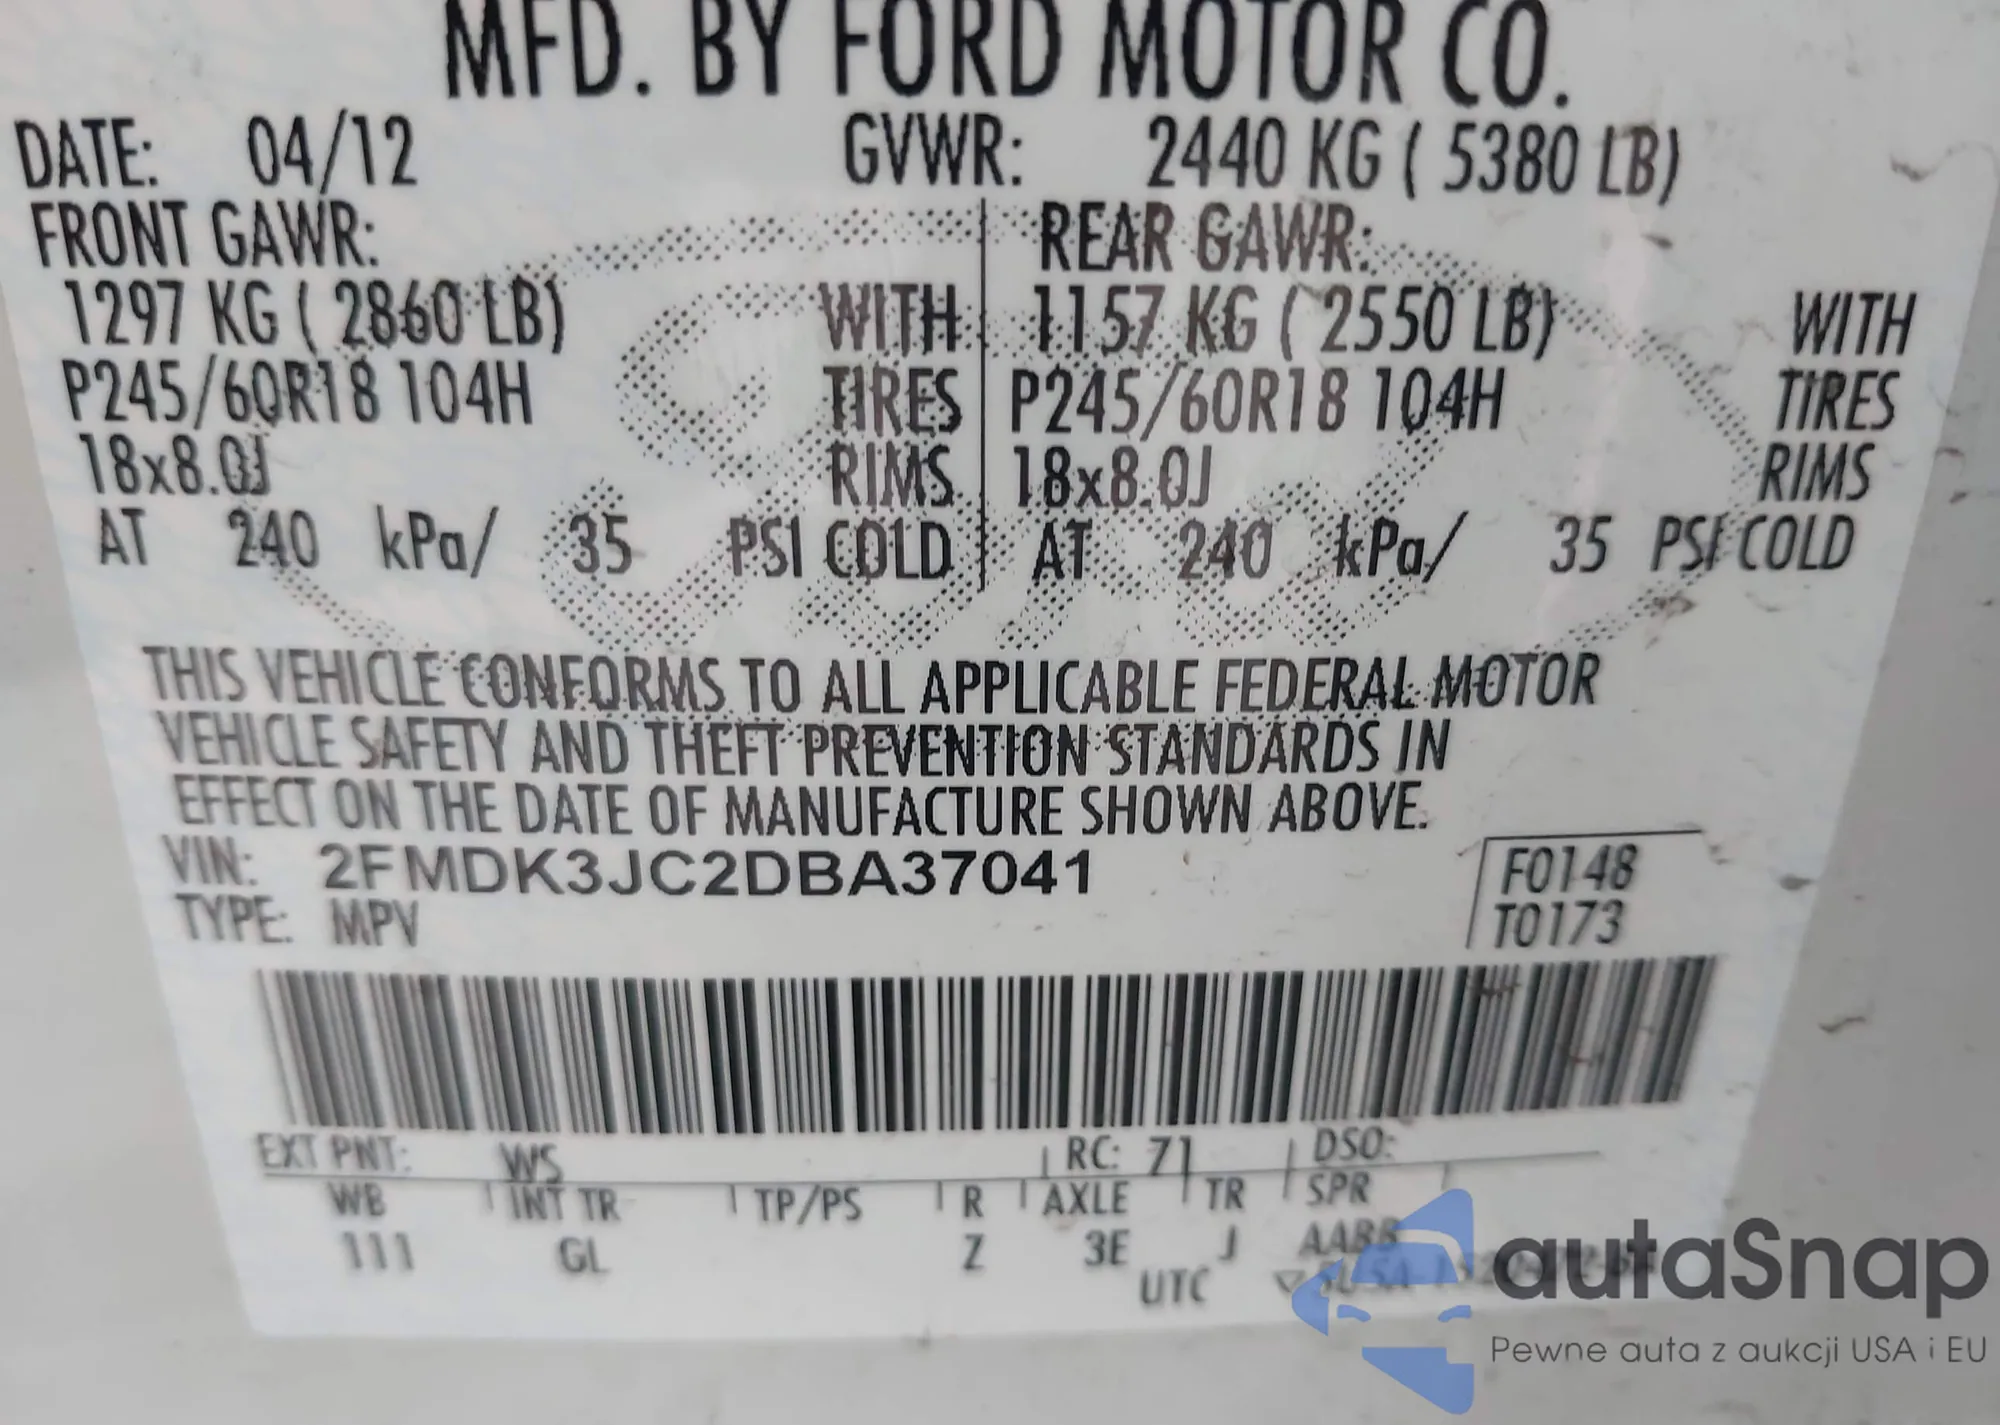 MFD. BY FORD MOTOR CO.
DATE: 04/12 GVWR: 2440 KG ( 5380 LB)
FRONT GAWR: REAR GAWR:
1297 KG ( 2860 LB) WITH 1157 KG ( 2550 LB) WITH
P245/60R18 104H TIRES P245/60R18 104H TIRES
18x8.0J RIMS 18x8.0J RIMS
AT 240 kPa/ 35 PSI COLD AT 240 kPa/ 35 PSI COLD
THIS VEHICLE CONFORMS TO ALL APPLICABLE FEDERAL MOTOR
VEHICLE SAFETY AND THEFT PREVENTION STANDARDS IN
EFFECT ON THE DATE OF MANUFACTURE SHOWN ABOVE.
VIN: 2FMDK3JC2DBA37041 F0148
TYPE: MPV T0173
EXT PNT: WS RC: 71 DSO:
WB INT TR TP/PS R AXLE TR SPR
111 GL Z 3E J AABB
UTC
autaSnap
Pewne auta z aukcji USA i EU